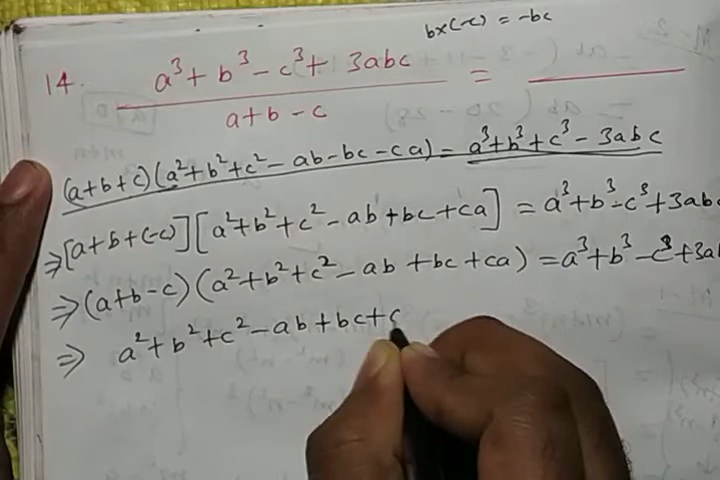 b×(-c) = -bc
14. a³+b³-c³+3abc / a+b-c = ______
(a+b+c)(a²+b²+c²-ab-bc-ca) = a³+b³+c³-3abc
⇒[a+b+(-c)][a²+b²+c²-ab+bc+ca] = a³+b³-c³+3abc
⇒(a+b-c)(a²+b²+c²-ab+bc+ca) = a³+b³-c³+3ab
⇒ a²+b²+c²-ab+bc+c